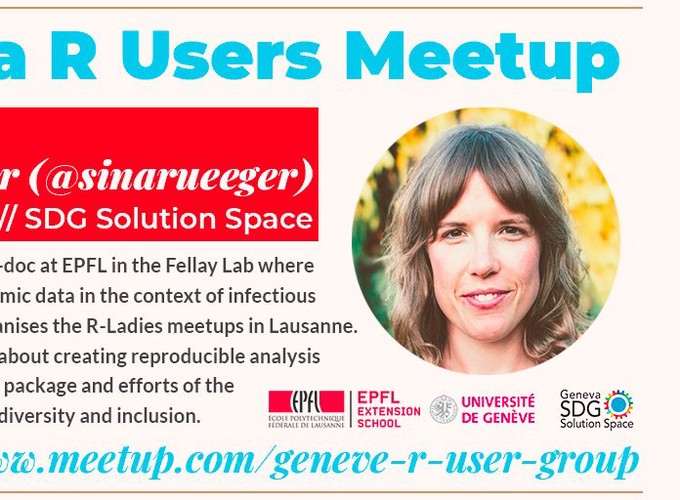 a R Users Meetup
r (@sinarueeger)
// SDG Solution Space
-doc at EPFL in the Fellay Lab where
mic data in the context of infectious
anises the R-Ladies meetups in Lausanne.
about creating reproducible analysis
package and efforts of the
diversity and inclusion.
EPFL
ECOLE POLYTECHNIQUE
FÉDÉRALE DE LAUSANNE
EPFL
EXTENSION
SCHOOL
UNIVERSITÉ
DE GENÈVE
Geneva
SDG
Solution Space
ww.meetup.com/geneve-r-user-group